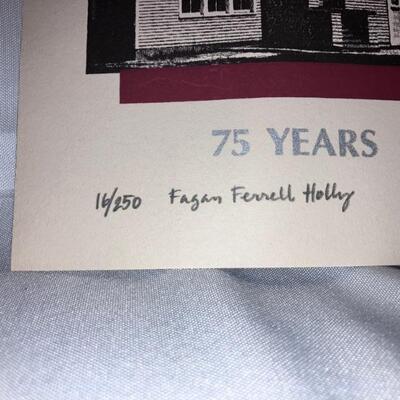 75 YEARS
16/250 Fagan Ferrell Holly